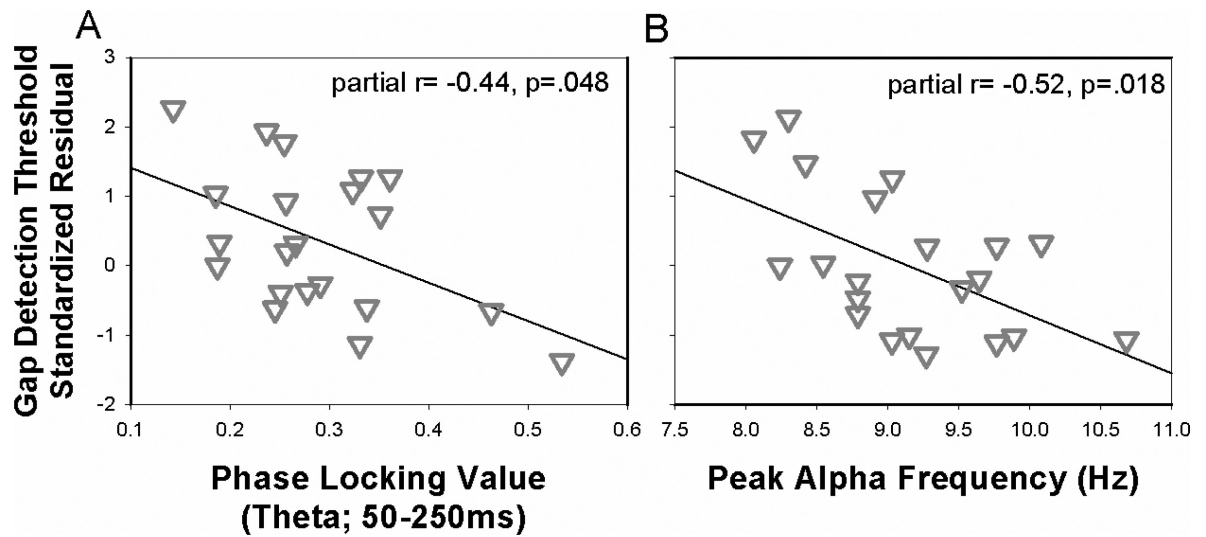 A
B
Gap Detection Threshold
Standardized Residual
3
2
1
0
-1
-2
partial r= -0.44, p=.048
partial r= -0.52, p=.018
0.1 0.2 0.3 0.4 0.5 0.6
7.5 8.0 8.5 9.0 9.5 10.0 10.5 11.0
Phase Locking Value
(Theta; 50-250ms)
Peak Alpha Frequency (Hz)